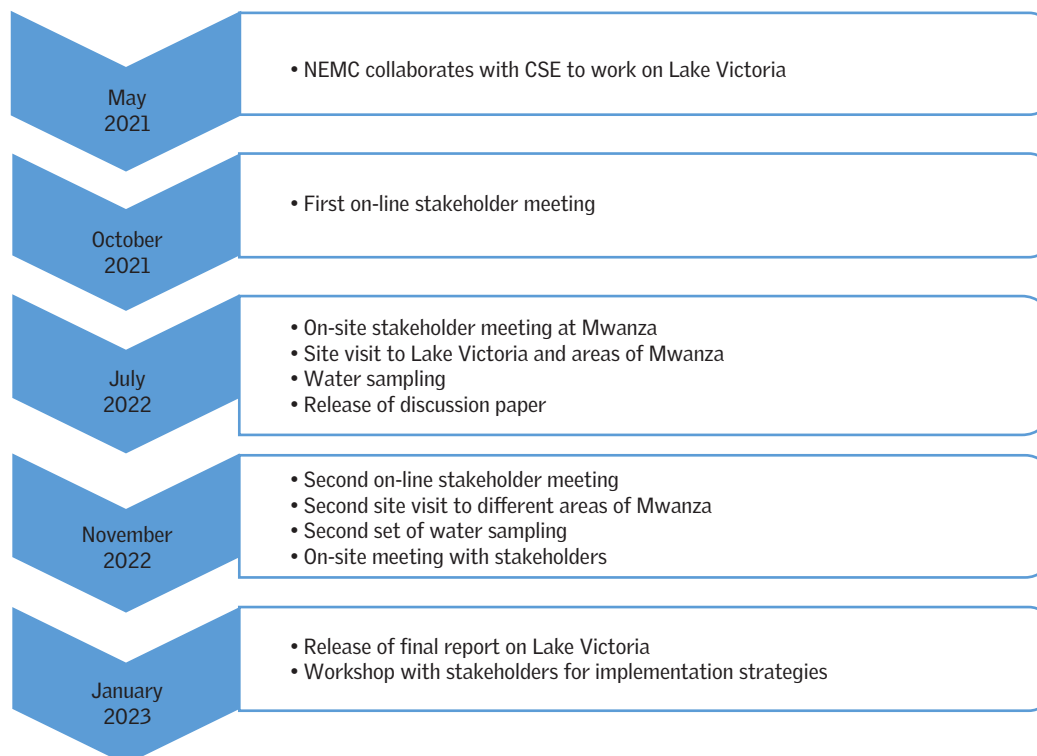 May
2021
• NEMC collaborates with CSE to work on Lake Victoria
October
2021
• First on-line stakeholder meeting
July
2022
• On-site stakeholder meeting at Mwanza
• Site visit to Lake Victoria and areas of Mwanza
• Water sampling
• Release of discussion paper
November
2022
• Second on-line stakeholder meeting
• Second site visit to different areas of Mwanza
• Second set of water sampling
• On-site meeting with stakeholders
January
2023
• Release of final report on Lake Victoria
• Workshop with stakeholders for implementation strategies